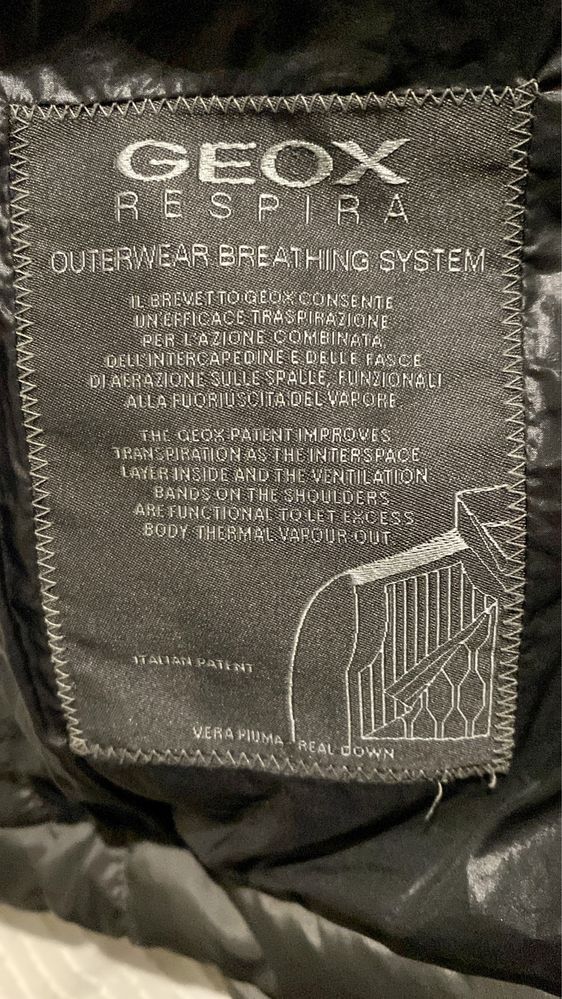 GEOX
RESPIRA
OUTERWEAR BREATHING SYSTEM
IL BREVETTO GEOX CONSENTE
UN'EFFICACE TRASPIRAZIONE
PER L'AZIONE COMBINATA
DELL'INTERCAPEDINE E DELLE FASCE
DI AERAZIONE SULLE SPALLE, FUNZIONALI
ALLA FUORIUSCITA DEL VAPORE
THE GEOX PATENT IMPROVES
TRANSPIRATION AS THE INTERSPACE
LAYER INSIDE AND THE VENTILATION
BANDS ON THE SHOULDERS
ARE FUNCTIONAL TO LET EXCESS
BODY THERMAL VAPOUR OUT
ITALIAN PATENT
VERA PIUMA - REAL DOWN